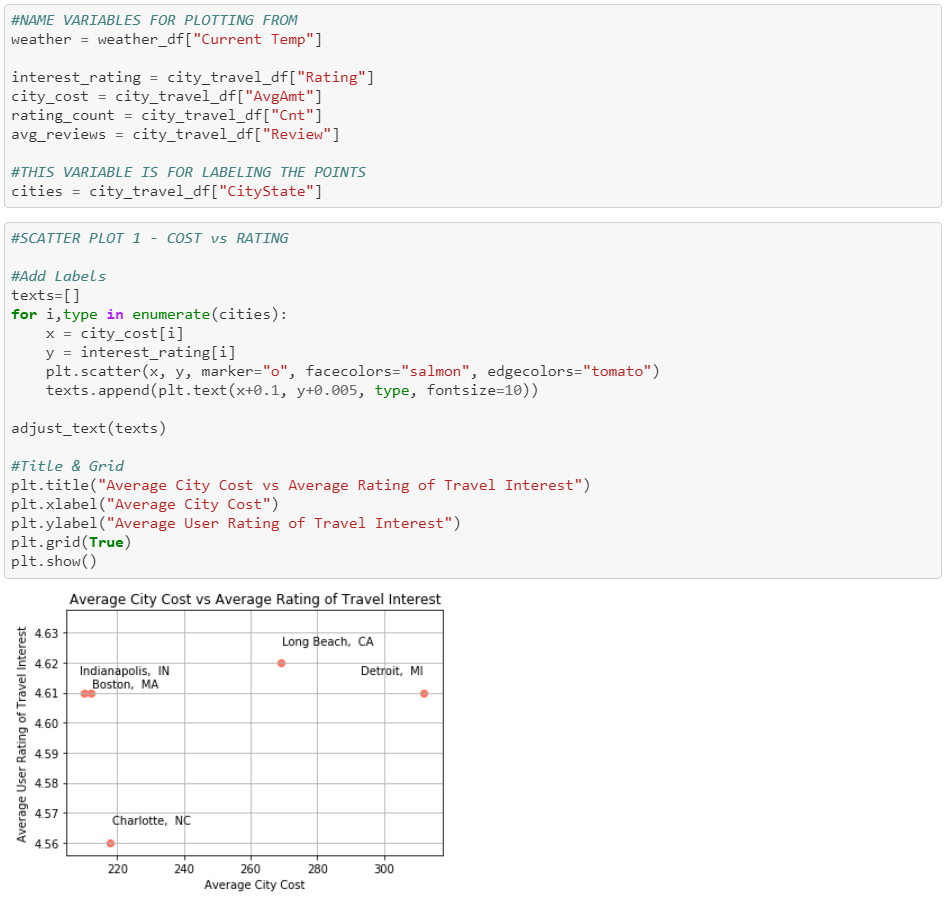 #NAME VARIABLES FOR PLOTTING FROM
weather = weather_df["Current Temp"]
interest_rating = city_travel_df["Rating"]
city_cost = city_travel_df["AvgAmt"]
rating_count = city_travel_df["Cnt"]
avg_reviews = city_travel_df["Review"]
#THIS VARIABLE IS FOR LABELING THE POINTS
cities = city_travel_df["CityState"]
#SCATTER PLOT 1 - COST vs RATING
#Add Labels
texts=[]
for i,type in enumerate(cities):
    x = city_cost[i]
    y = interest_rating[i]
    plt.scatter(x, y, marker="o", facecolors="salmon", edgecolors="tomato")
    texts.append(plt.text(x+0.1, y+0.005, type, fontsize=10))
adjust_text(texts)
#Title & Grid
plt.title("Average City Cost vs Average Rating of Travel Interest")
plt.xlabel("Average City Cost")
plt.ylabel("Average User Rating of Travel Interest")
plt.grid(True)
plt.show()
Average City Cost vs Average Rating of Travel Interest
Average User Rating of Travel Interest
4.63
4.62
4.61
4.60
4.59
4.58
4.57
4.56
Long Beach, CA
Indianapolis, IN
Detroit, MI
Boston, MA
Charlotte, NC
220 240 260 280 300
Average City Cost